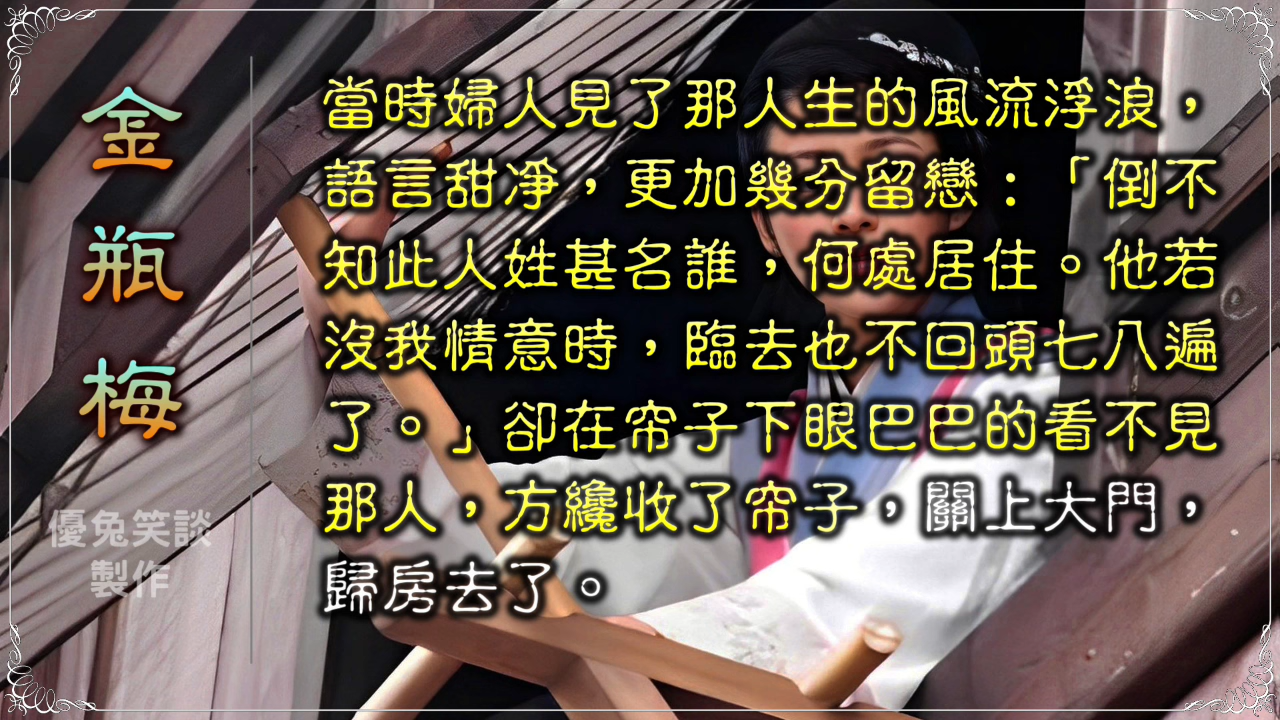 金瓶梅
優兔笑談
製作
當時婦人見了那人生的風流浮浪，
語言甜凈，更加幾分留戀：「倒不
知此人姓甚名誰，何處居住。他若
沒我情意時，臨去也不回頭七八遍
了。」卻在帘子下眼巴巴的看不見
那人，方纔收了帘子，關上大門，
歸房去了。